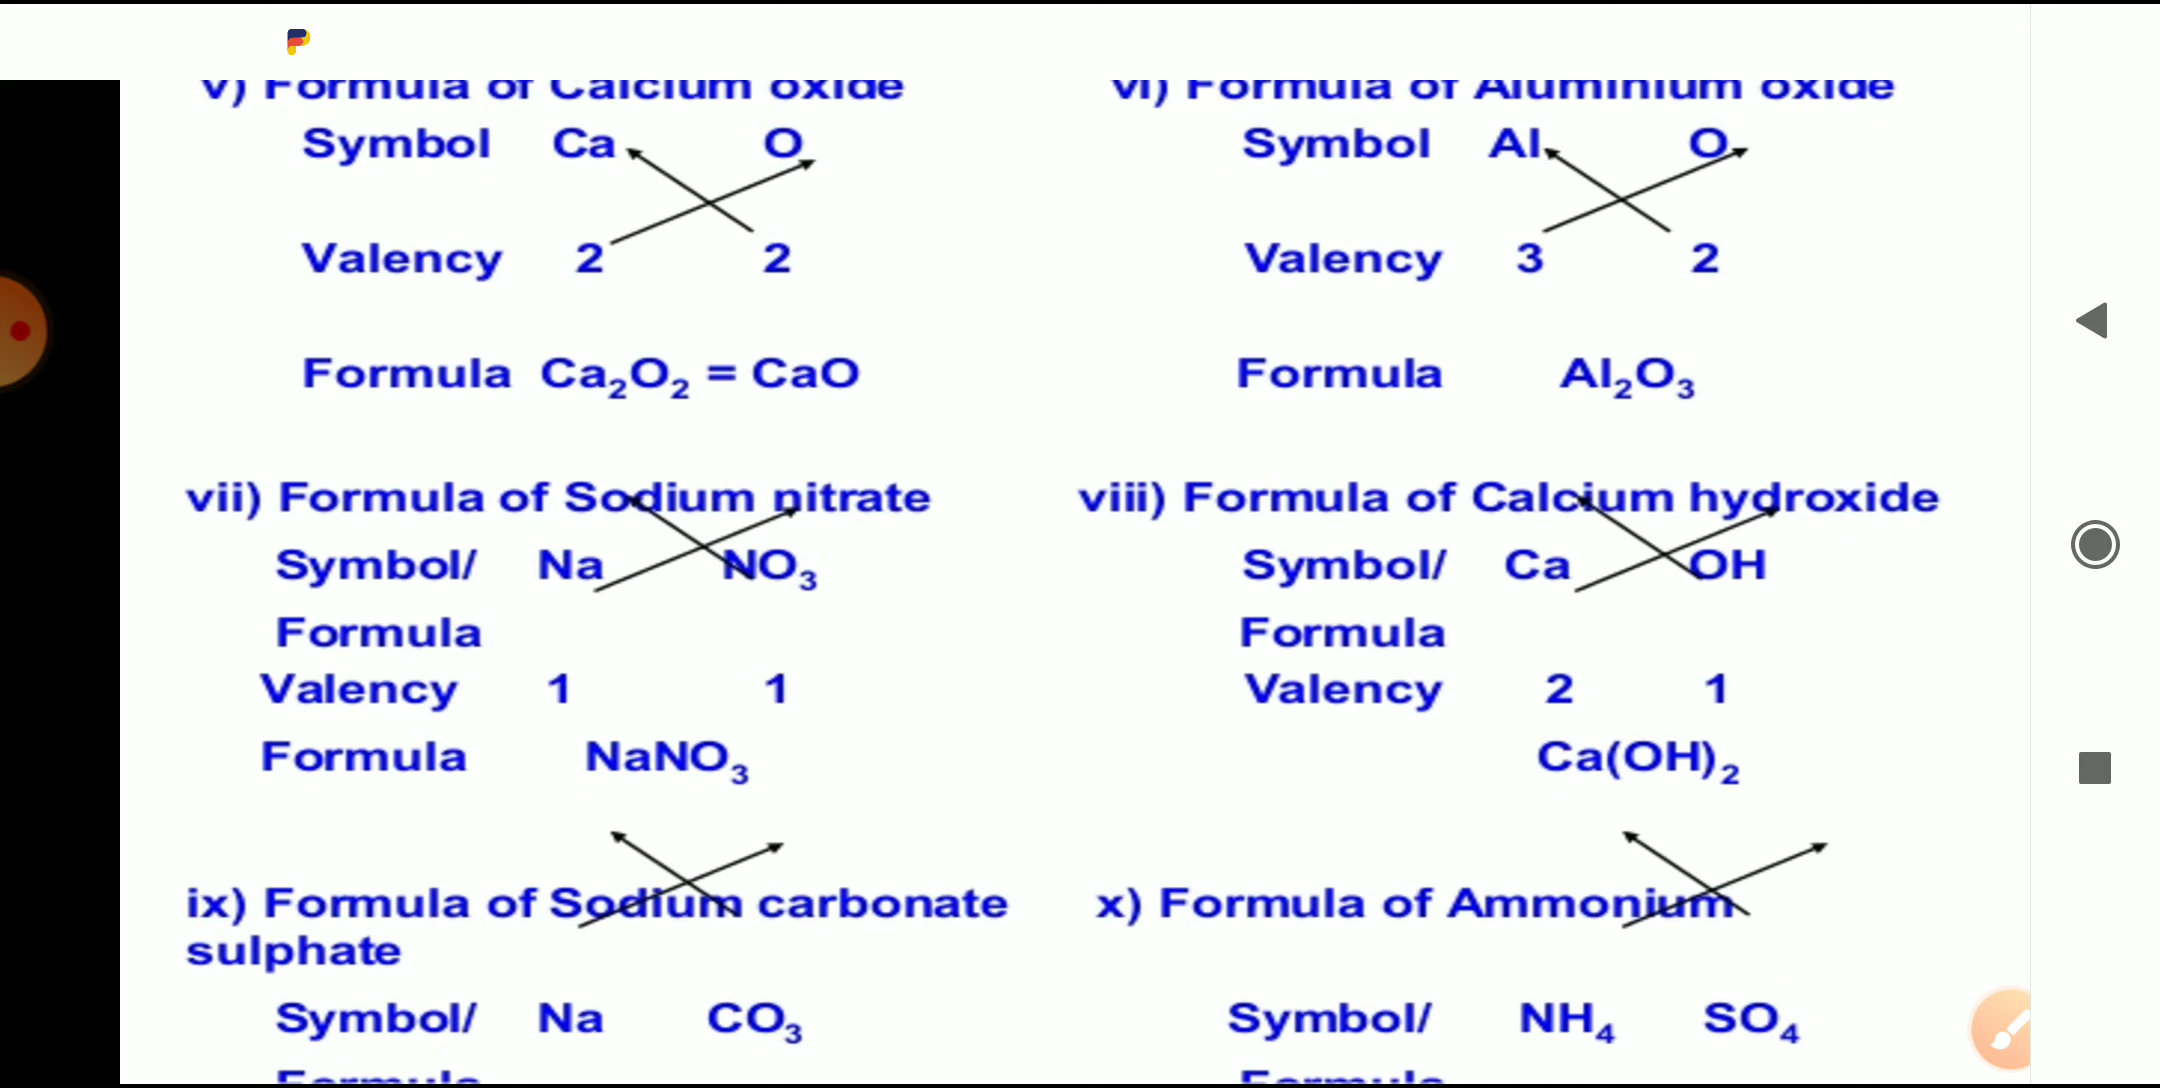 v) Formula of Calcium oxide vi) Formula of Aluminium oxide
Symbol Ca O Symbol Al O
Valency 2 2 Valency 3 2
Formula Ca₂O₂ = CaO Formula Al₂O₃
vii) Formula of Sodium nitrate viii) Formula of Calcium hydroxide
Symbol/ Na NO₃ Symbol/ Ca OH
Formula Formula
Valency 1 1 Valency 2 1
Formula NaNO₃ Ca(OH)₂
ix) Formula of Sodium carbonate x) Formula of Ammonium
sulphate
Symbol/ Na CO₃ Symbol/ NH₄ SO₄
Formula Formula